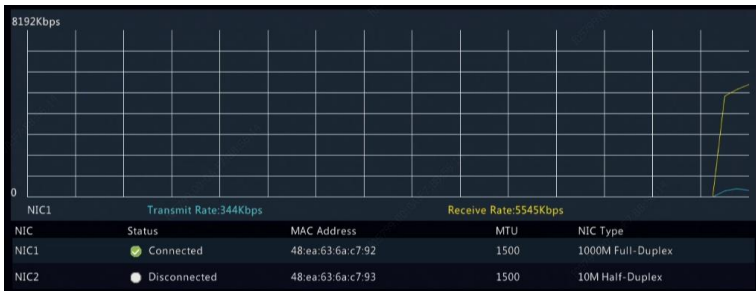 8192Kbps
0
NIC1 Transmit Rate:344Kbps Receive Rate:5545Kbps
NIC Status MAC Address MTU NIC Type
NIC1 Connected 48:ea:63:6a:c7:92 1500 1000M Full-Duplex
NIC2 Disconnected 48:ea:63:6a:c7:93 1500 10M Half-Duplex